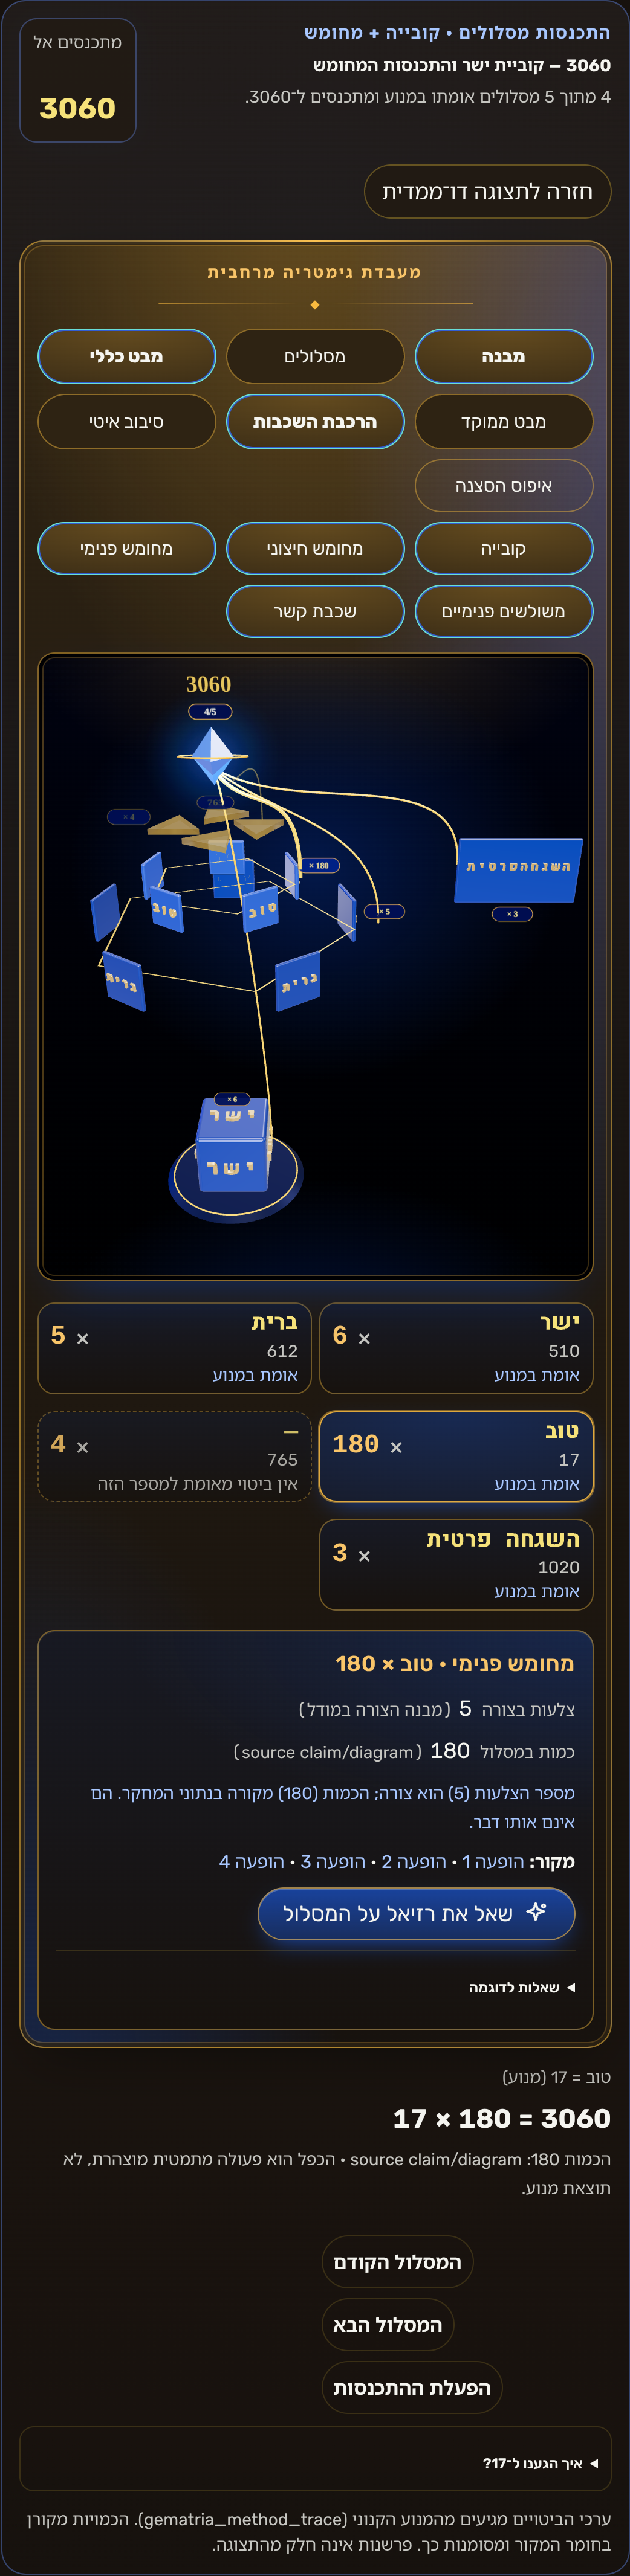 התכנסות מסלולים • קובייה + מחומש
3060 – קוביית ישר והתכנסות המחומש
4 מתוך 5 מסלולים אומתו במנוע ומתכנסים ל־3060.
מתכנסים אל
3060
חזרה לתצוגה דו־ממדית
מעבדת גימטריה מרחבית
מבנה
מסלולים
מבט כללי
מבט ממוקד
הרכבת השכבות
סיבוב איטי
איפוס הסצנה
קובייה
מחומש חיצוני
מחומש פנימי
משולשים פנימיים
שכבת קשר
3060
4/5
765
× 4
× 180
השגחהפרטית
× 5
× 3
טוב
טוב
ברית
ברית
× 6
ישר
ישר
ישר
× 6
510
אומת במנוע
ברית
× 5
612
אומת במנוע
טוב
× 180
17
אומת במנוע
—
× 4
765
אין ביטוי מאומת למספר הזה
השגחה פרטית
× 3
1020
אומת במנוע
מחומש פנימי • טוב × 180
צלעות בצורה 5 (מבנה הצורה במודל)
כמות במסלול 180 (source claim/diagram)
מספר הצלעות (5) הוא צורה; הכמות (180) מקורה בנתוני המחקר. הם
אינם אותו דבר.
מקור: הופעה 1 • הופעה 2 • הופעה 3 • הופעה 4
שאל את רזיאל על המסלול
שאלות לדוגמה
טוב = 17 (מנוע)
17 × 180 = 3060
הכמות 180: source claim/diagram • הכפל הוא פעולה מתמטית מוצהרת, לא
תוצאת מנוע.
המסלול הקודם
המסלול הבא
הפעלת ההתכנסות
איך הגענו ל־17?
ערכי הביטויים מגיעים מהמנוע הקנוני (gematria_method_trace). הכמויות מקורן
בחומר המקור ומסומנות כך. פרשנות אינה חלק מהתצוגה.